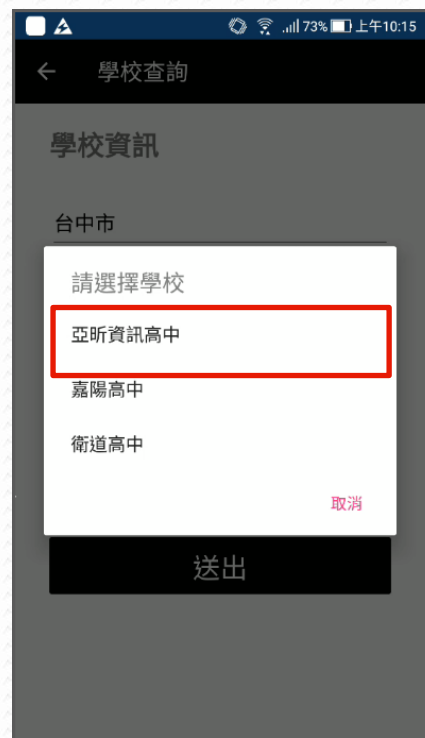 73% 上午10:15
學校查詢
學校資訊
台中市
請選擇學校
亞昕資訊高中
嘉陽高中
衛道高中
取消
送出